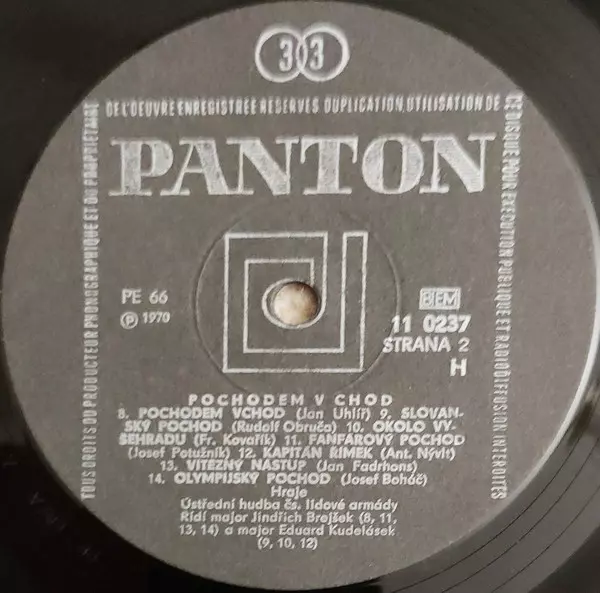 33
DE L'OEUVRE ENREGISTREE RESERVES DUPLICATION, UTILISATION DE
CE DISQUE POUR EXECUTION PUBLIQUE ET RADIODIFFUSION INTERDITES
TOUS DROITS DU PRODUCTEUR PHONOGRAPHIQUE ET DU PROPRIETAIRE
PANTON
PE 66
Ⓟ 1970
BIEM
11 0237
STRANA 2
H
POCHODEM V CHOD
8. POCHODEM VCHOD (Jan Uhlíř) 9. SLOVAN-
SKÝ POCHOD (Rudolf Obruča) 10. OKOLO VY-
ŠEHRADU (Fr. Kovařík) 11. FANFÁROVÝ POCHOD
(Josef Potužník) 12. KAPITÁN RÍMEK (Ant. Nývlt)
13. VÍTĚZNÝ NÁSTUP (Jan Fadrhons)
14. OLYMPIJSKÝ POCHOD (Josef Boháč)
Hraje
Ústřední hudba čs. lidové armády
Řídí major Jindřich Brejšek (8, 11,
13, 14) a major Eduard Kudelásek
(9, 10, 12)